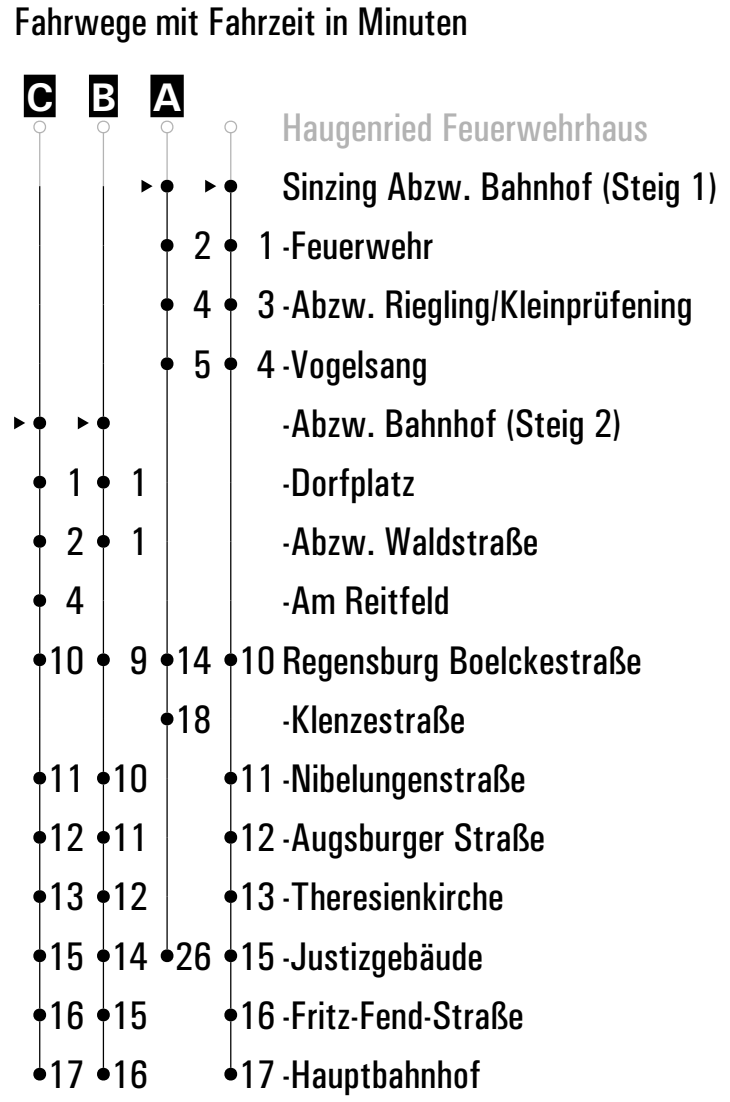 Fahrwege mit Fahrzeit in Minuten
C B A
Haugenried Feuerwehrhaus
Sinzing Abzw. Bahnhof (Steig 1)
2 1 -Feuerwehr
4 3 -Abzw. Riegling/Kleinprüfening
5 4 -Vogelsang
-Abzw. Bahnhof (Steig 2)
1 1 -Dorfplatz
2 1 -Abzw. Waldstraße
4 -Am Reitfeld
10 9 14 10 Regensburg Boelckestraße
18 -Klenzestraße
11 10 11 -Nibelungenstraße
12 11 12 -Augsburger Straße
13 12 13 -Theresienkirche
15 14 26 15 -Justizgebäude
16 15 16 -Fritz-Fend-Straße
17 16 17 -Hauptbahnhof